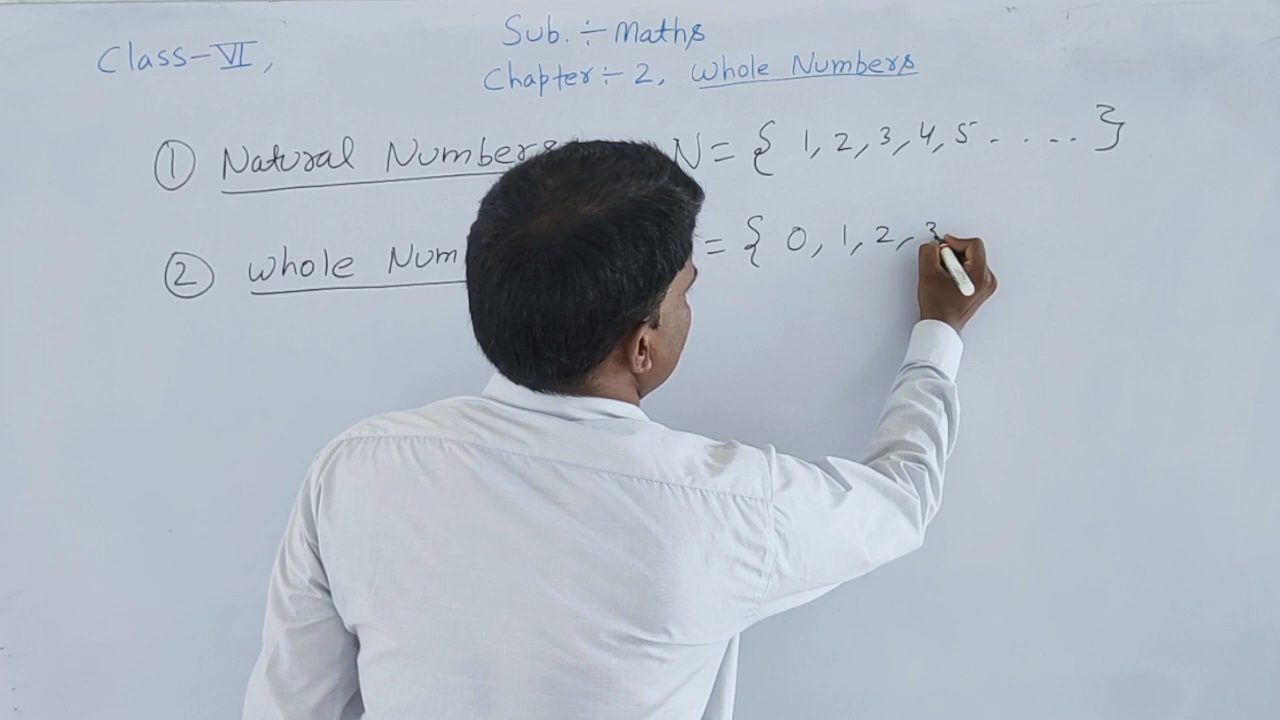 Sub. :- Maths
Class-VI,
Chapter :- 2, Whole Numbers
① Natural Numbers N = { 1, 2, 3, 4, 5 ..... }
② Whole Num = { 0, 1, 2, 3